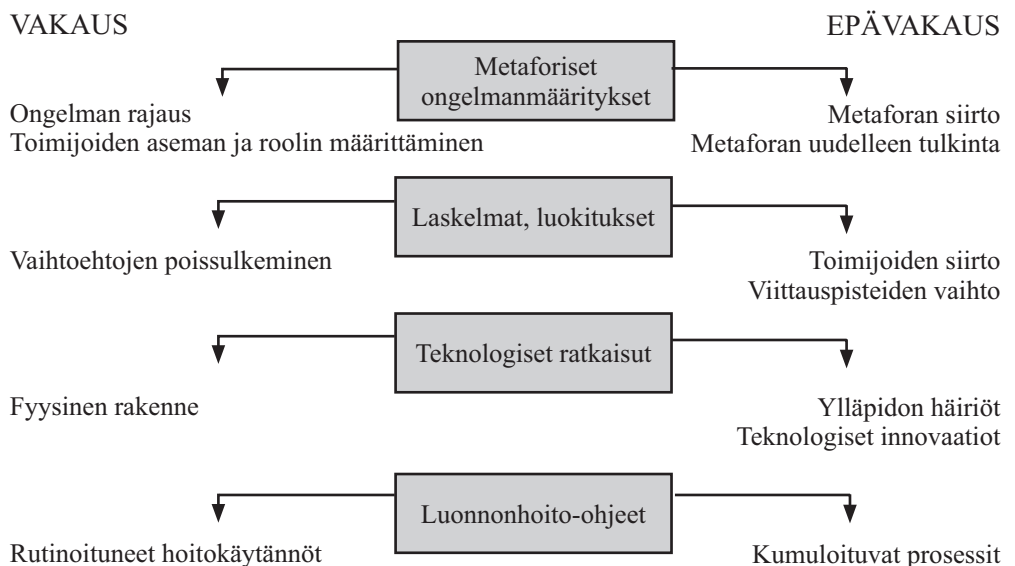 VAKAUS
EPÄVAKAUS
Metaforiset
ongelmanmääritykset
Ongelman rajaus
Toimijoiden aseman ja roolin määrittäminen
Metaforan siirto
Metaforan uudelleen tulkinta
Laskelmat, luokitukset
Vaihtoehtojen poissulkeminen
Toimijoiden siirto
Viittauspisteiden vaihto
Teknologiset ratkaisut
Fyysinen rakenne
Ylläpidon häiriöt
Teknologiset innovaatiot
Luonnonhoito-ohjeet
Rutinoituneet hoitokäytännöt
Kumuloituvat prosessit